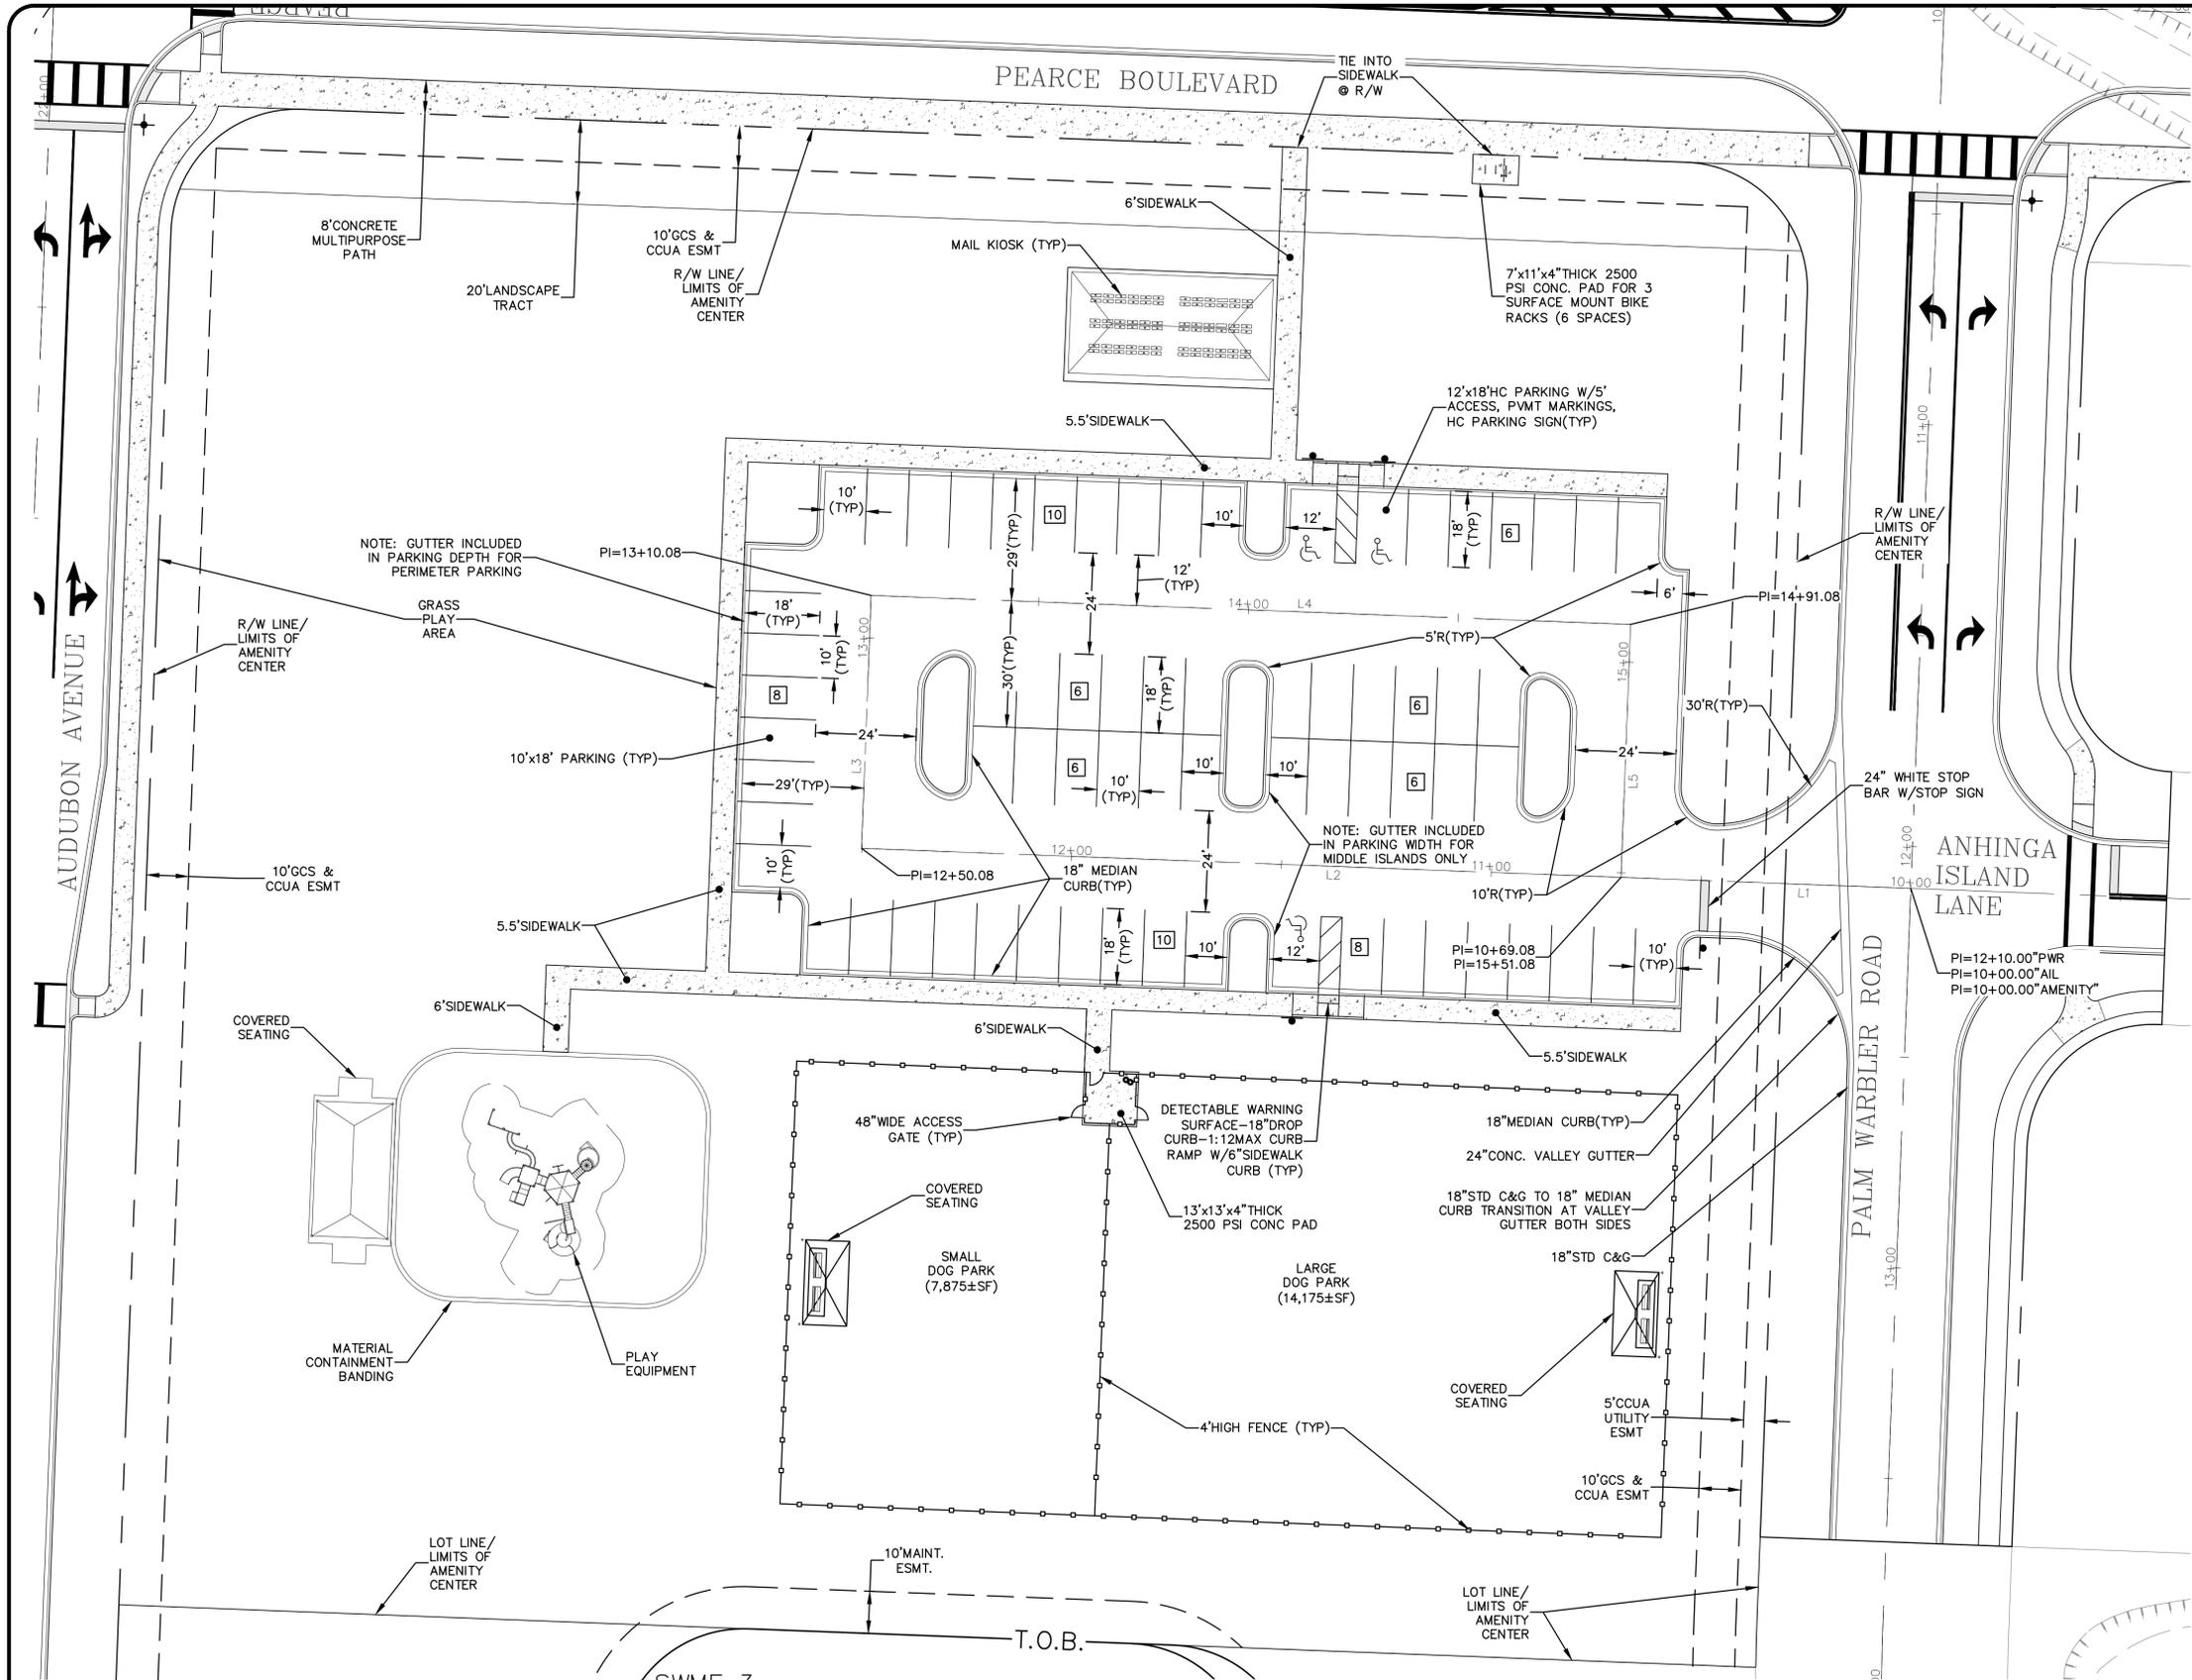 PEARCE
10
22+00
PEARCE BOULEVARD
TIE INTO
SIDEWALK
@ R/W
6'SIDEWALK
8'CONCRETE
MULTIPURPOSE
PATH
10'GCS &
CCUA ESMT
MAIL KIOSK (TYP)
20'LANDSCAPE
TRACT
R/W LINE/
LIMITS OF
AMENITY
CENTER
7'x11'x4"THICK 2500
PSI CONC. PAD FOR 3
SURFACE MOUNT BIKE
RACKS (6 SPACES)
12'x18'HC PARKING W/5'
ACCESS, PVMT MARKINGS,
HC PARKING SIGN(TYP)
5.5'SIDEWALK
11+00
10'
(TYP)
10
29'(TYP)
10'
12'
18'
(TYP)
6
R/W LINE/
LIMITS OF
AMENITY
CENTER
NOTE: GUTTER INCLUDED
IN PARKING DEPTH FOR
PERIMETER PARKING
PI=13+10.08
12'
(TYP)
24'
6'
PI=14+91.08
14+00
L4
GRASS
PLAY
AREA
18'
(TYP)
13+00
10'
(TYP)
R/W LINE/
LIMITS OF
AMENITY
CENTER
5'R(TYP)
30'(TYP)
15+00
8
6
18'
(TYP)
6
30'R(TYP)
AUDUBON AVENUE
10'x18' PARKING (TYP)
24'
24'
L3
6
10'
10'
6
L5
29'(TYP)
10'
(TYP)
24" WHITE STOP
BAR W/STOP SIGN
NOTE: GUTTER INCLUDED
IN PARKING WIDTH FOR
MIDDLE ISLANDS ONLY
12+00
24'
11+00
L2
12+00
ANHINGA
ISLAND
LANE
10+00
L1
10'
(TYP)
PI=12+50.08
18" MEDIAN
CURB(TYP)
10'R(TYP)
10'GCS &
CCUA ESMT
5.5'SIDEWALK
18'
(TYP)
10
10'
12'
8
PI=10+69.08
PI=15+51.08
10'
(TYP)
PI=12+10.00"PWR
PI=10+00.00"AIL
PI=10+00.00"AMENITY"
6'SIDEWALK
COVERED
SEATING
6'SIDEWALK
5.5'SIDEWALK
PALM WARBLER ROAD
48"WIDE ACCESS
GATE (TYP)
DETECTABLE WARNING
SURFACE-18"DROP
CURB-1:12MAX CURB
RAMP W/6"SIDEWALK
CURB (TYP)
18"MEDIAN CURB(TYP)
24"CONC. VALLEY GUTTER
COVERED
SEATING
13'x13'x4"THICK
2500 PSI CONC PAD
18"STD C&G TO 18" MEDIAN
CURB TRANSITION AT VALLEY
GUTTER BOTH SIDES
18"STD C&G
SMALL
DOG PARK
(7,875±SF)
LARGE
DOG PARK
(14,175±SF)
13+00
MATERIAL
CONTAINMENT
BANDING
PLAY
EQUIPMENT
COVERED
SEATING
5'CCUA
UTILITY
ESMT
4'HIGH FENCE (TYP)
10'GCS &
CCUA ESMT
LOT LINE/
LIMITS OF
AMENITY
CENTER
10'MAINT.
ESMT.
LOT LINE/
LIMITS OF
AMENITY
CENTER
T.O.B.